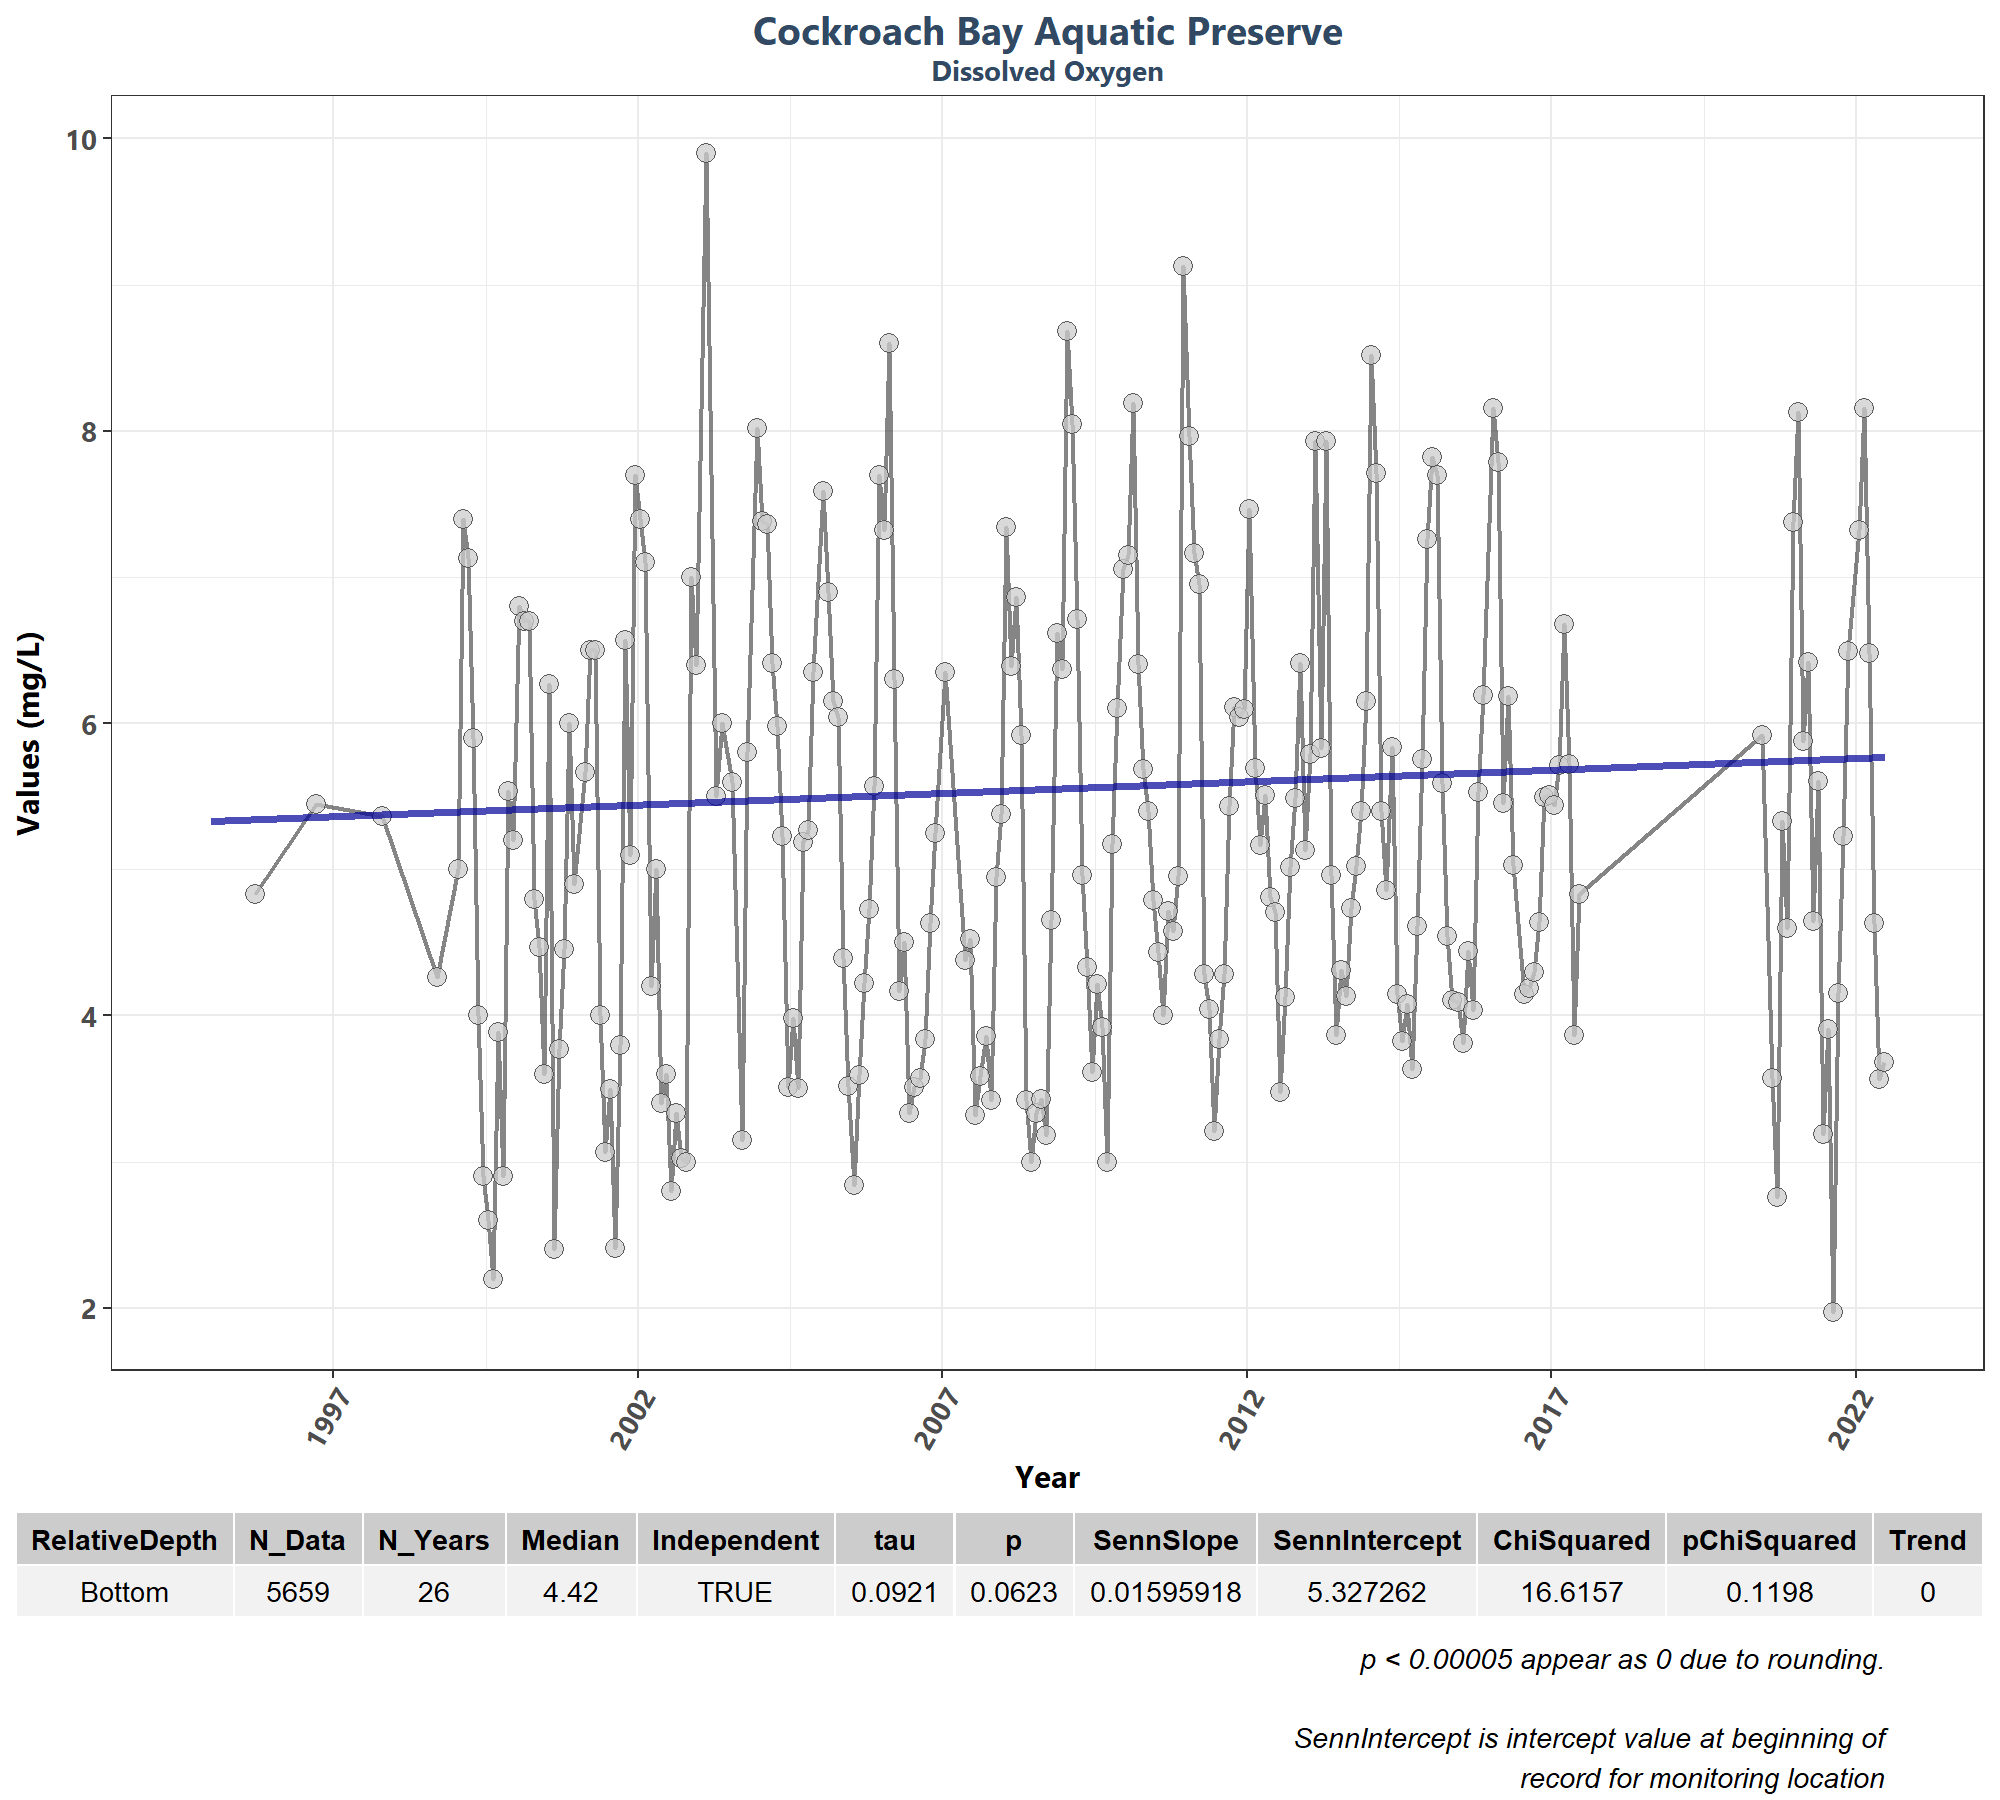 Cockroach Bay Aquatic Preserve
Dissolved Oxygen
10
8
6
4
2
Values (mg/L)
1997 2002 2007 2012 2017 2022
Year
RelativeDepth N_Data N_Years Median Independent tau p SennSlope SennIntercept ChiSquared pChiSquared Trend
Bottom 5659 26 4.42 TRUE 0.0921 0.0623 0.01595918 5.327262 16.6157 0.1198 0
p < 0.00005 appear as 0 due to rounding.
SennIntercept is intercept value at beginning of
record for monitoring location